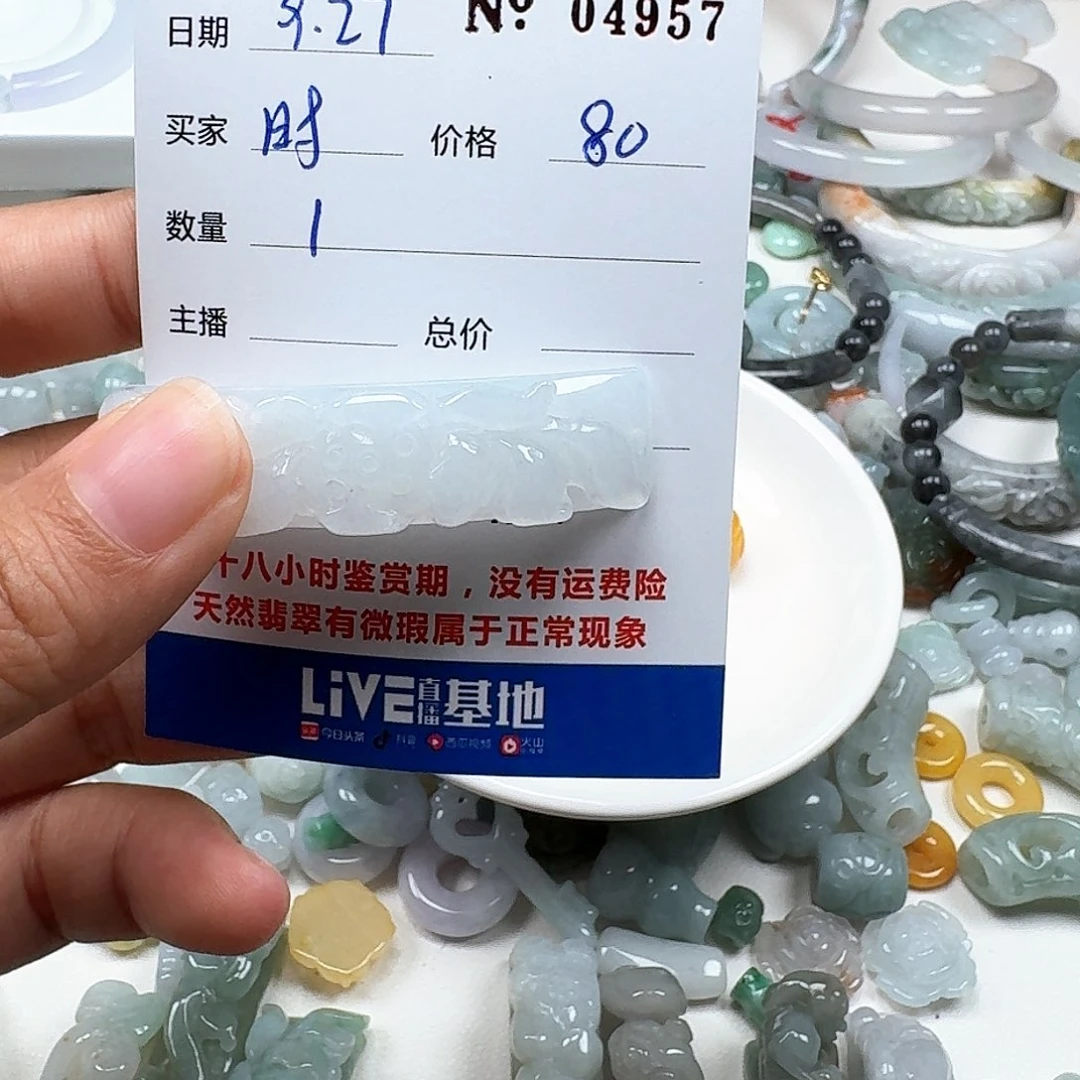 № 04957
日期 3.27
买家 时 价格 80
数量 1
主播 总价
十八小时鉴赏期，没有运费险
天然翡翠有微瑕属于正常现象
LiVE直播基地
今日头条 抖音 西瓜视频 火山